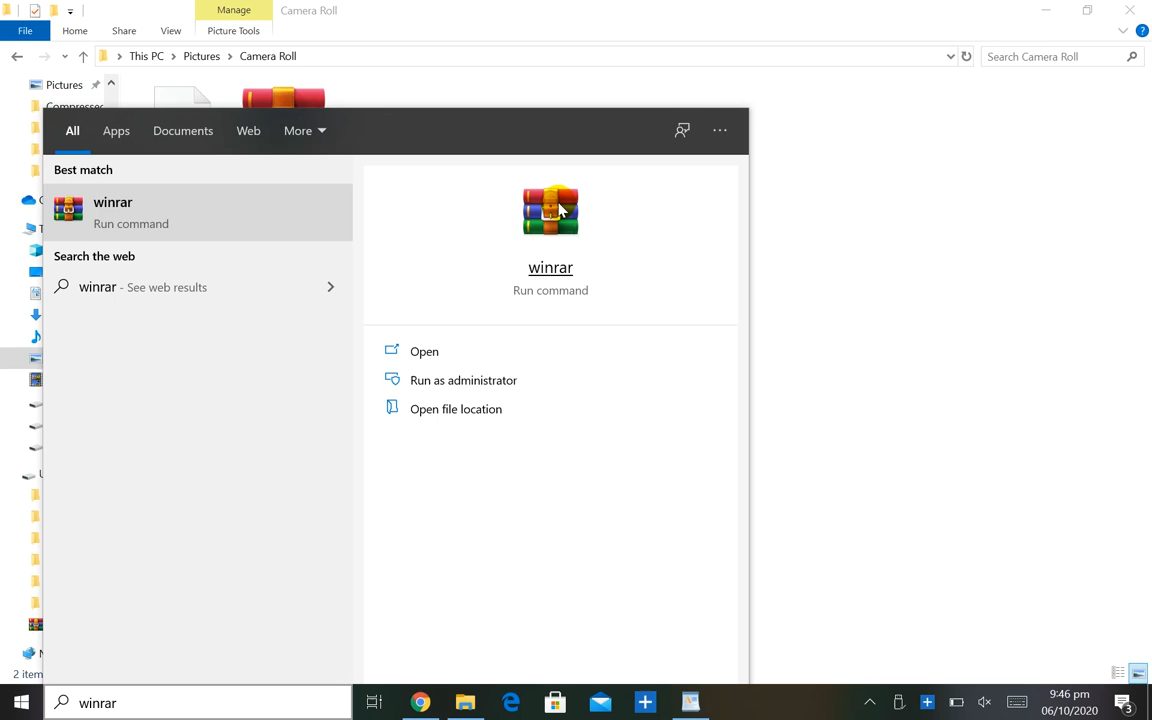 Manage
Camera Roll
File
Home
Share
View
Picture Tools
This PC
Pictures
Camera Roll
Search Camera Roll
Pictures
Compressed
All
Apps
Documents
Web
More
Best match
winrar
Run command
Search the web
winrar - See web results
winrar
Run command
Open
Run as administrator
Open file location
2 item
winrar
9:46 pm
06/10/2020
3